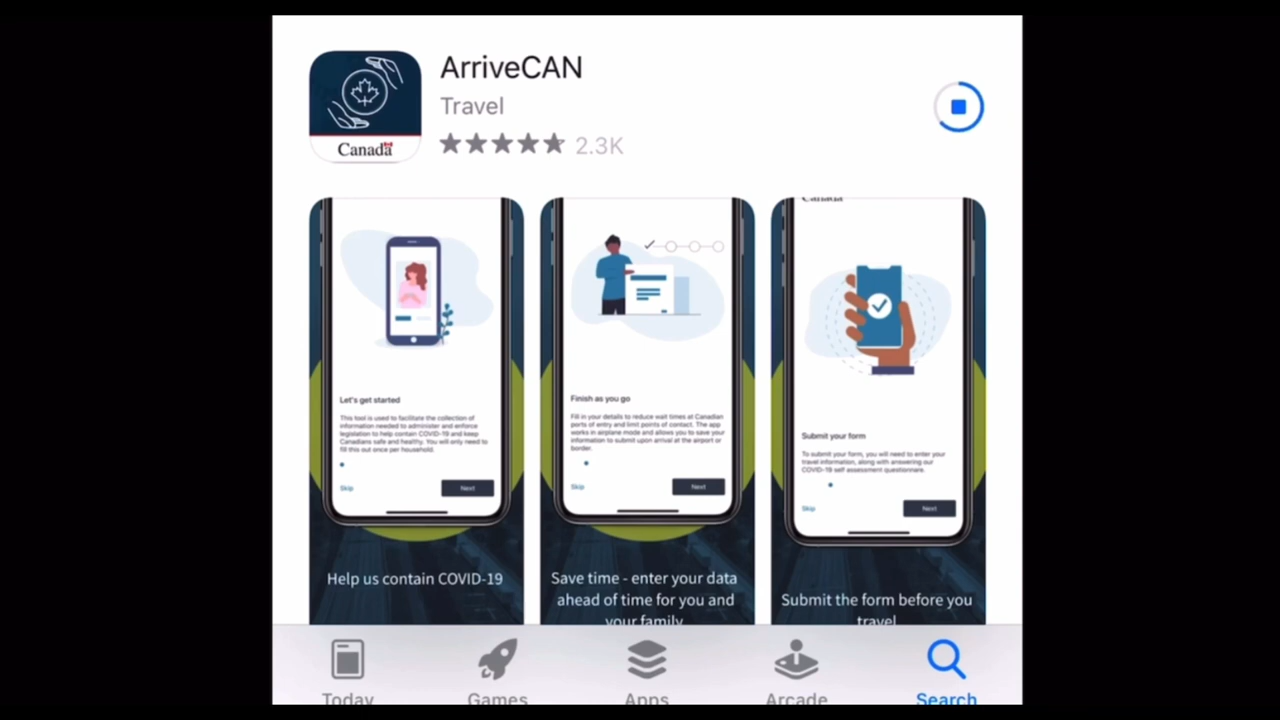 ArriveCAN
Travel
2.3K
Canada
Let's get started
This tool is used to facilitate the collection of
information needed to administer and enforce
legislation to help contain COVID-19 and keep
Canadians safe and healthy. You will only need to
fill this out once per household.
Skip
Next
Help us contain COVID-19
Finish as you go
Fill in your details to reduce wait times at Canadian
ports of entry and limit points of contact. The app
works in airplane mode and allows you to save your
information to submit upon arrival at the airport or
border.
Skip
Next
Save time - enter your data
ahead of time for you and
your family
Canada
Submit your form
To submit your form, you will need to enter your
travel information, along with answering our
COVID-19 self assessment questionnaire.
Skip
Next
Submit the form before you
travel
Today
Games
Apps
Arcade
Search